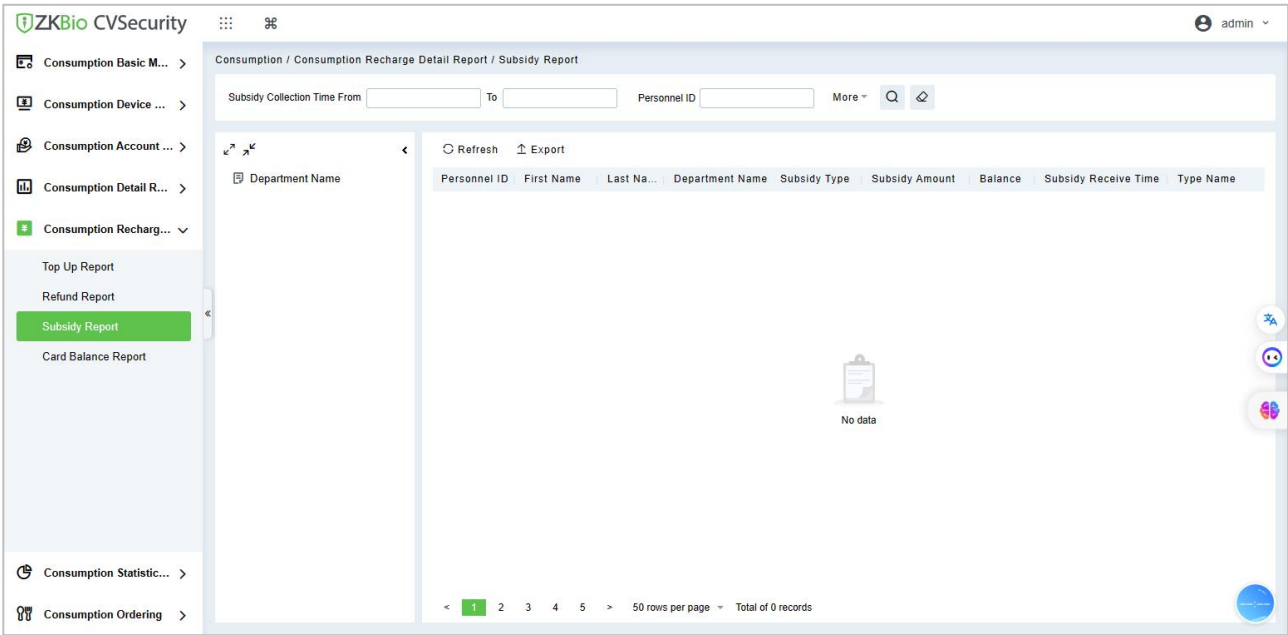 ZKBio CVSecurity
admin
Consumption Basic M...
Consumption Device ...
Consumption Account ...
Consumption Detail R...
Consumption Recharg...
Top Up Report
Refund Report
Subsidy Report
Card Balance Report
Consumption Statistic...
Consumption Ordering
Consumption / Consumption Recharge Detail Report / Subsidy Report
Subsidy Collection Time From To Personnel ID More
Department Name
Refresh Export
Personnel ID First Name Last Na... Department Name Subsidy Type Subsidy Amount Balance Subsidy Receive Time Type Name
No data
< 1 2 3 4 5 > 50 rows per page Total of 0 records